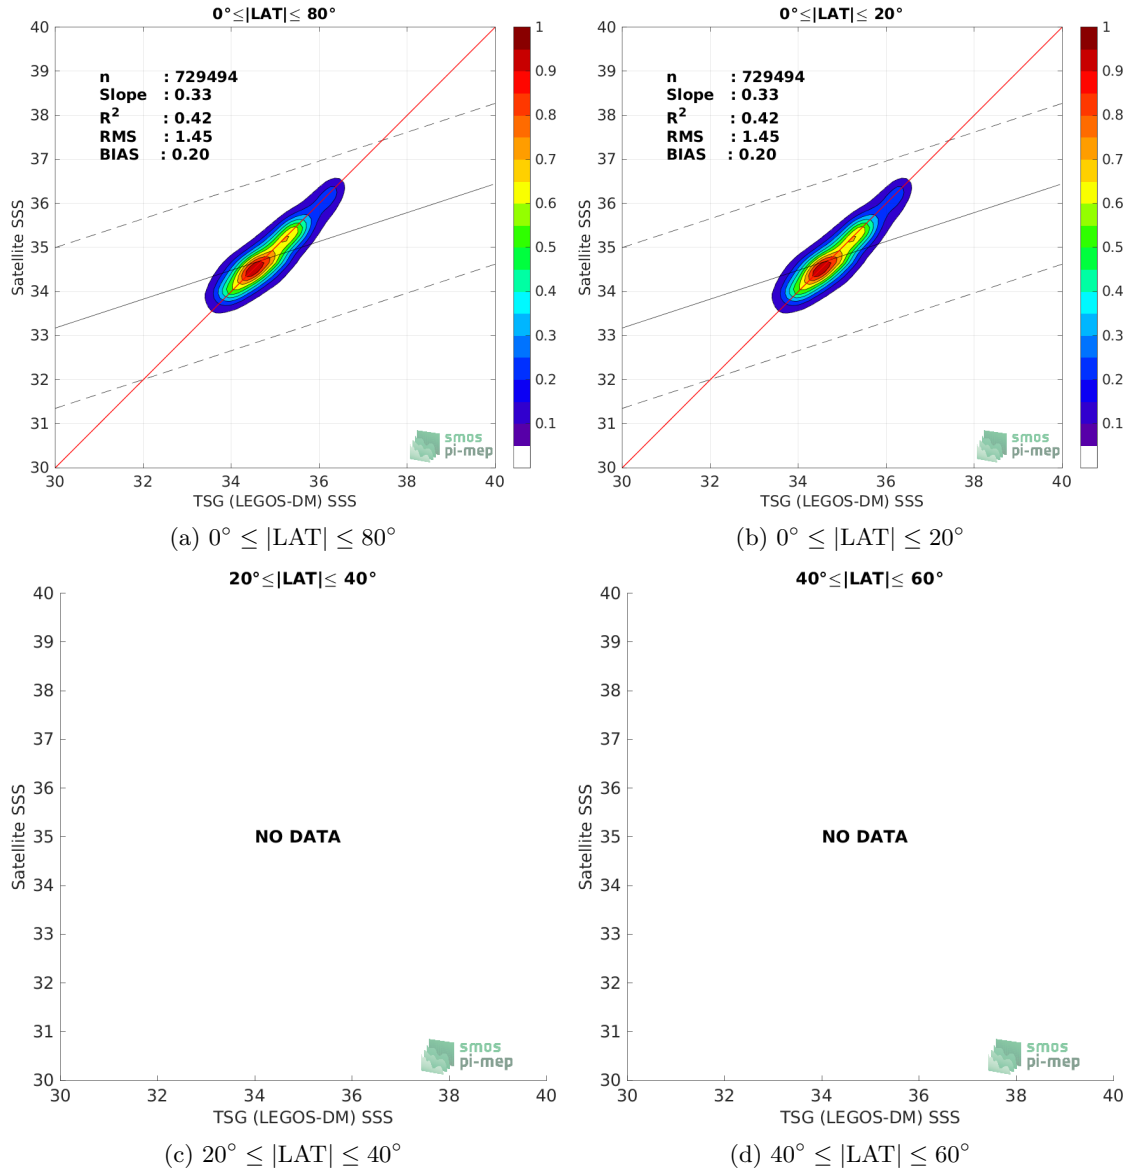 0°≤|LAT|≤ 80°
n : 729494
Slope : 0.33
R² : 0.42
RMS : 1.45
BIAS : 0.20
40
39
38
37
36
35
34
33
32
31
30
Satellite SSS
30 32 34 36 38 40
TSG (LEGOS-DM) SSS
1
0.9
0.8
0.7
0.6
0.5
0.4
0.3
0.2
0.1
smos
pi-mep
(a) 0° ≤ |LAT| ≤ 80°
0°≤|LAT|≤ 20°
n : 729494
Slope : 0.33
R² : 0.42
RMS : 1.45
BIAS : 0.20
40
39
38
37
36
35
34
33
32
31
30
Satellite SSS
30 32 34 36 38 40
TSG (LEGOS-DM) SSS
1
0.9
0.8
0.7
0.6
0.5
0.4
0.3
0.2
0.1
smos
pi-mep
(b) 0° ≤ |LAT| ≤ 20°
20°≤|LAT|≤ 40°
40
39
38
37
36
35
34
33
32
31
30
Satellite SSS
NO DATA
smos
pi-mep
30 32 34 36 38 40
TSG (LEGOS-DM) SSS
(c) 20° ≤ |LAT| ≤ 40°
40°≤|LAT|≤ 60°
40
39
38
37
36
35
34
33
32
31
30
Satellite SSS
NO DATA
smos
pi-mep
30 32 34 36 38 40
TSG (LEGOS-DM) SSS
(d) 40° ≤ |LAT| ≤ 60°